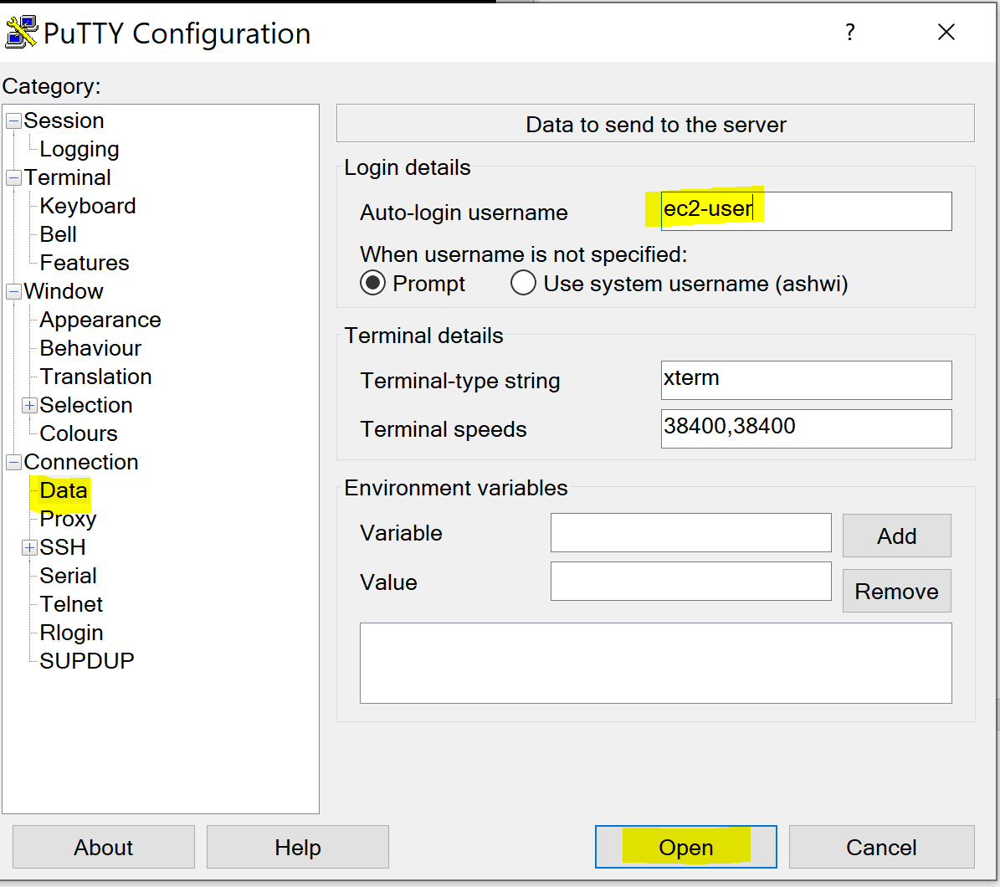 PuTTY Configuration
?
Category:
Session
Logging
Terminal
Keyboard
Bell
Features
Window
Appearance
Behaviour
Translation
Selection
Colours
Connection
Data
Proxy
SSH
Serial
Telnet
Rlogin
SUPDUP
Data to send to the server
Login details
Auto-login username ec2-user
When username is not specified:
Prompt Use system username (ashwi)
Terminal details
Terminal-type string xterm
Terminal speeds 38400,38400
Environment variables
Variable Add
Value Remove
About Help Open Cancel